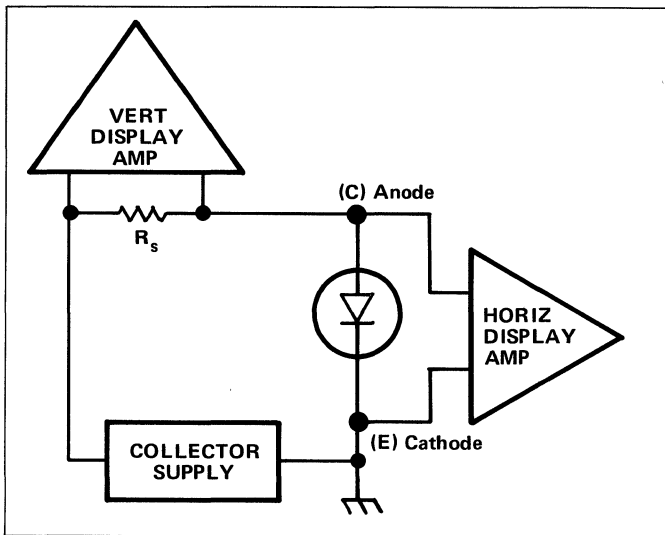 VERT
DISPLAY
AMP
(C) Anode
Rs
HORIZ
DISPLAY
AMP
(E) Cathode
COLLECTOR
SUPPLY